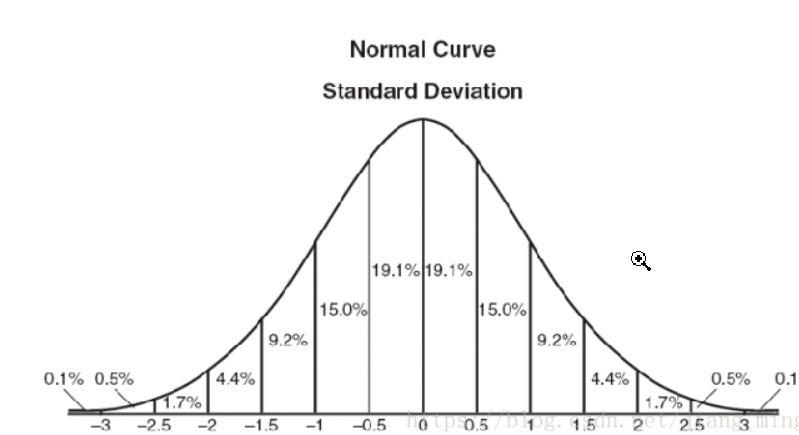 Normal Curve
Standard Deviation
19.1% 19.1%
15.0% 15.0%
9.2% 9.2%
0.1% 0.5% 4.4% 4.4% 0.5% 0.1
1.7% 1.7%
-3 -2.5 -2 -1.5 -1 -0.5 0 0.5 1 1.5 2 2.5 3